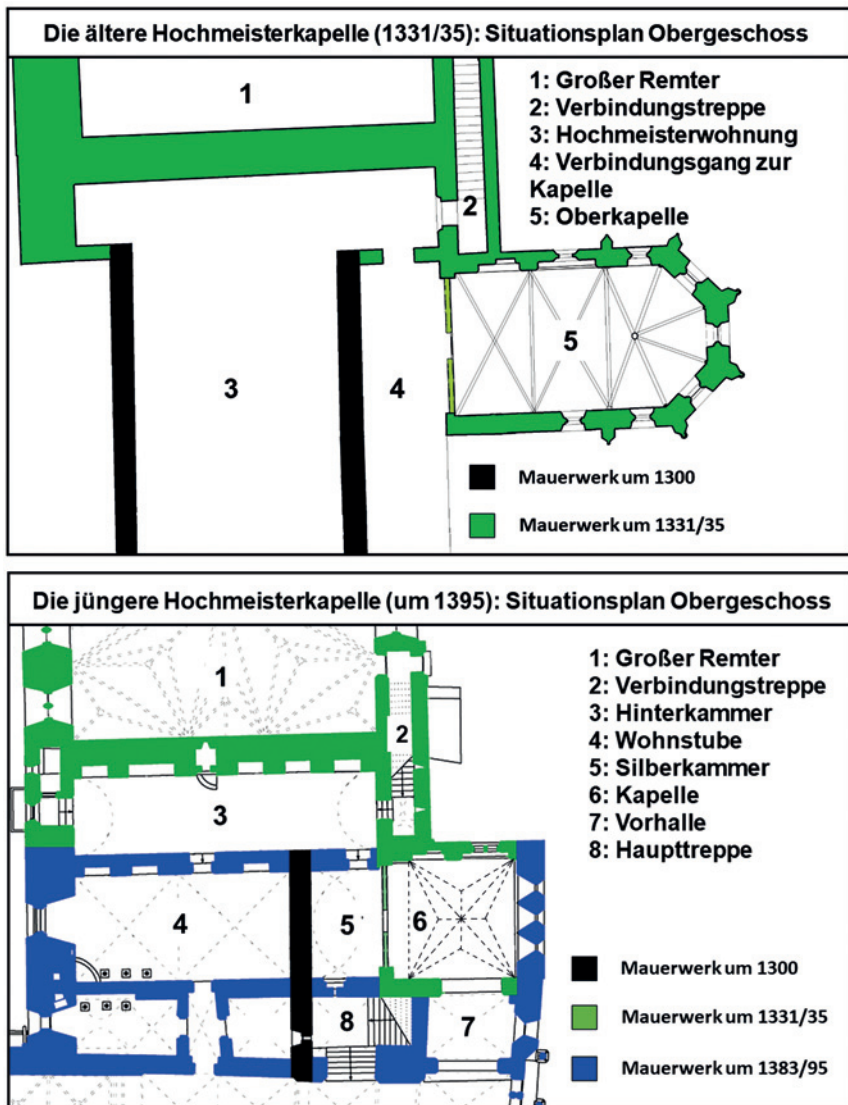 Die ältere Hochmeisterkapelle (1331/35): Situationsplan Obergeschoss
1: Großer Remter
2: Verbindungstreppe
3: Hochmeisterwohnung
4: Verbindungsgang zur
Kapelle
5: Oberkapelle
1
2
3
4
5
Mauerwerk um 1300
Mauerwerk um 1331/35
Die jüngere Hochmeisterkapelle (um 1395): Situationsplan Obergeschoss
1: Großer Remter
2: Verbindungstreppe
3: Hinterkammer
4: Wohnstube
5: Silberkammer
6: Kapelle
7: Vorhalle
8: Haupttreppe
1
2
3
4
5
6
7
8
Mauerwerk um 1300
Mauerwerk um 1331/35
Mauerwerk um 1383/95